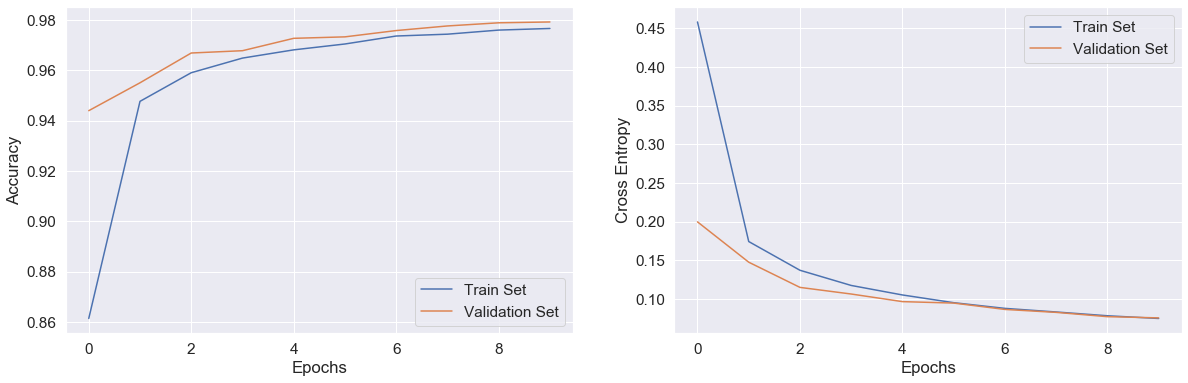 0.98
0.96
0.94
0.92
0.90
0.88
0.86
Accuracy
0 2 4 6 8
Epochs
Train Set
Validation Set
0.45
0.40
0.35
0.30
0.25
0.20
0.15
0.10
Cross Entropy
0 2 4 6 8
Epochs
Train Set
Validation Set